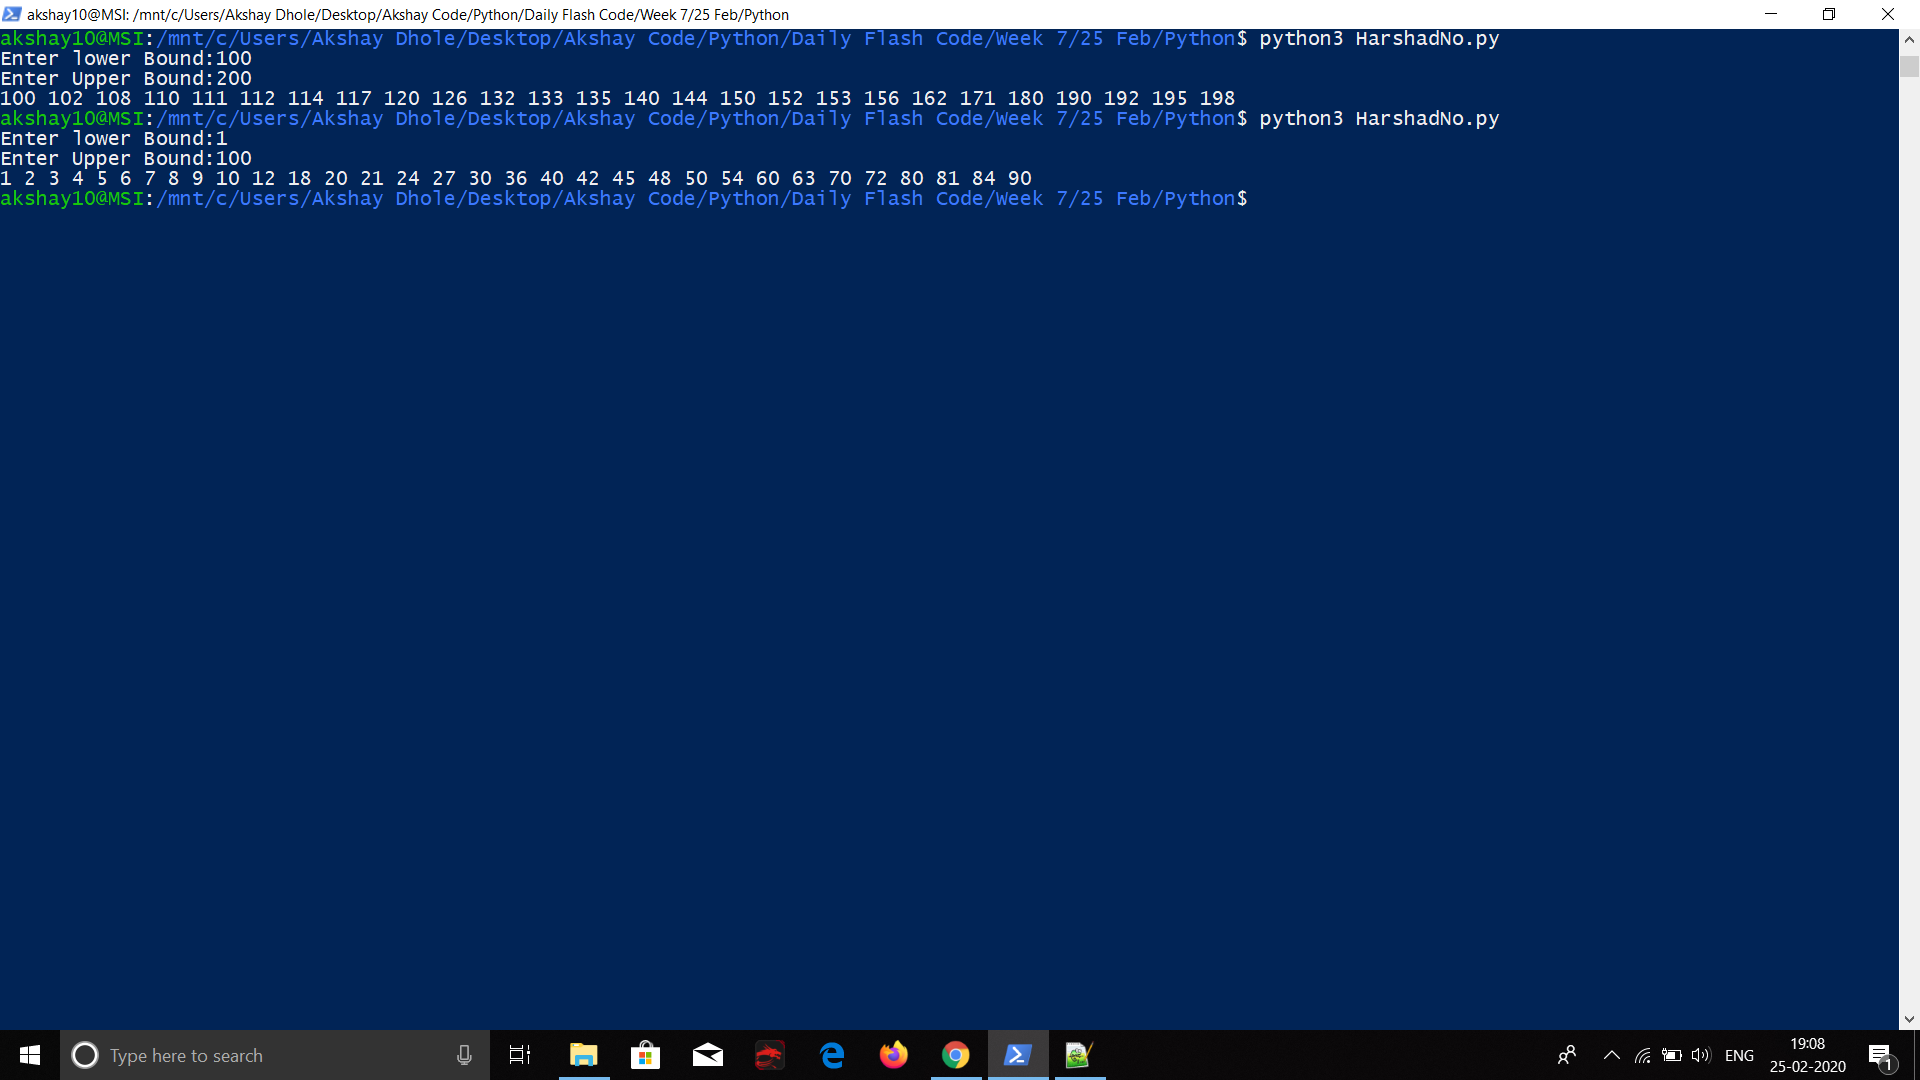 akshay10@MSI: /mnt/c/Users/Akshay Dhole/Desktop/Akshay Code/Python/Daily Flash Code/Week 7/25 Feb/Python
akshay10@MSI:/mnt/c/Users/Akshay Dhole/Desktop/Akshay Code/Python/Daily Flash Code/Week 7/25 Feb/Python$ python3 HarshadNo.py
Enter lower Bound:100
Enter Upper Bound:200
100 102 108 110 111 112 114 117 120 126 132 133 135 140 144 150 152 153 156 162 171 180 190 192 195 198
akshay10@MSI:/mnt/c/Users/Akshay Dhole/Desktop/Akshay Code/Python/Daily Flash Code/Week 7/25 Feb/Python$ python3 HarshadNo.py
Enter lower Bound:1
Enter Upper Bound:100
1 2 3 4 5 6 7 8 9 10 12 18 20 21 24 27 30 36 40 42 45 48 50 54 60 63 70 72 80 81 84 90
akshay10@MSI:/mnt/c/Users/Akshay Dhole/Desktop/Akshay Code/Python/Daily Flash Code/Week 7/25 Feb/Python$
Type here to search
ENG
19:08
25-02-2020
1